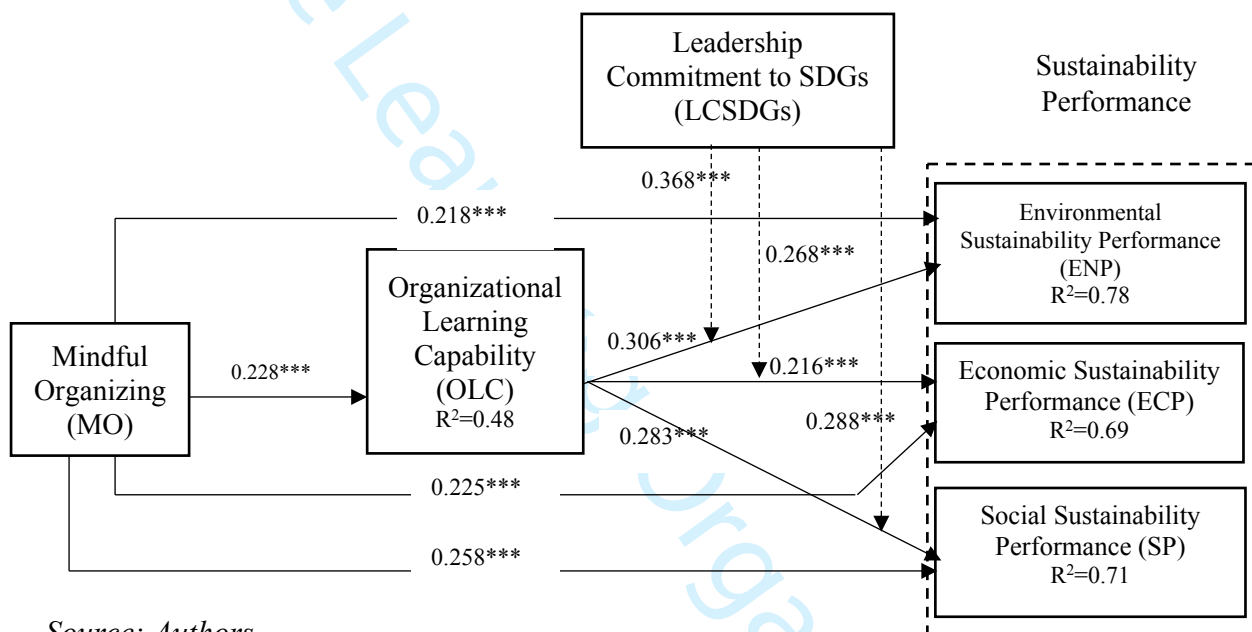 Leadership
Commitment to SDGs
(LCSDGs)
Sustainability
Performance
0.368***
0.218***
Environmental
Sustainability Performance
(ENP)
R²=0.78
0.268***
Organizational
Learning
Capability
(OLC)
R²=0.48
Mindful
Organizing
(MO)
0.228***
0.306***
0.216***
Economic Sustainability
Performance (ECP)
R²=0.69
0.283***
0.288***
0.225***
Social Sustainability
Performance (SP)
R²=0.71
0.258***
Source: Authors